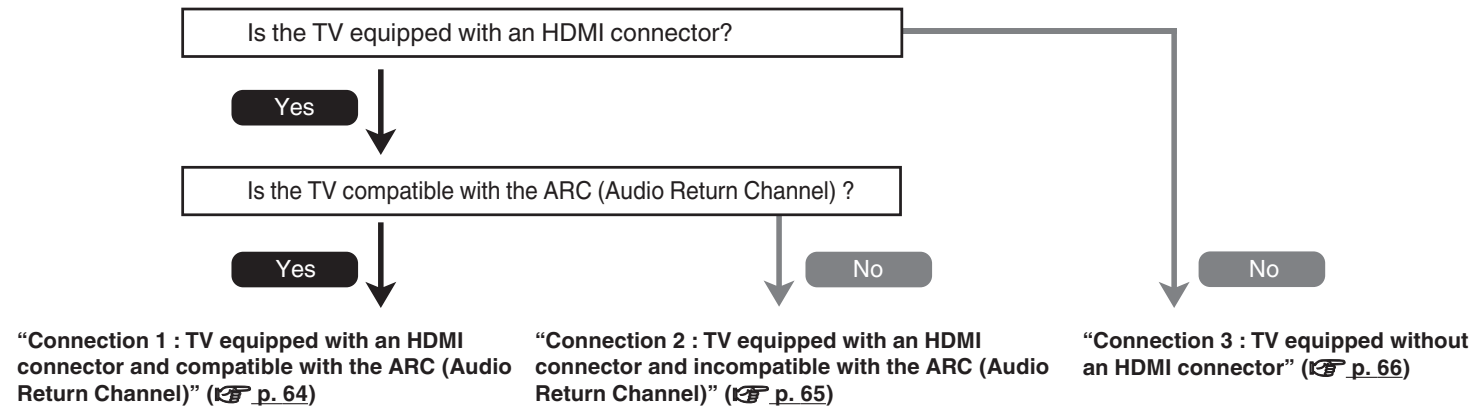 Is the TV equipped with an HDMI connector?
Yes
Is the TV compatible with the ARC (Audio Return Channel) ?
Yes
No
No
“Connection 1 : TV equipped with an HDMI
connector and compatible with the ARC (Audio
Return Channel)” (☞ p. 64)
“Connection 2 : TV equipped with an HDMI
connector and incompatible with the ARC (Audio
Return Channel)” (☞ p. 65)
“Connection 3 : TV equipped without
an HDMI connector” (☞ p. 66)